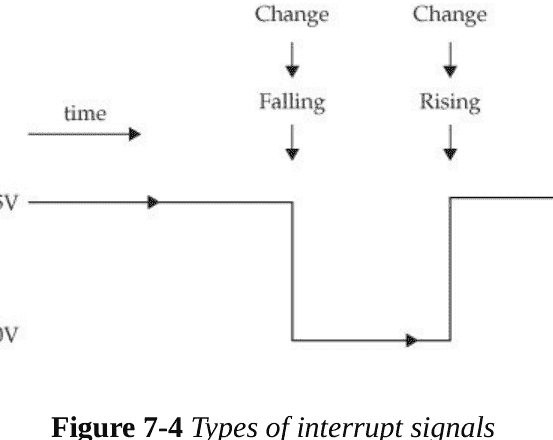 Change Change
Falling Rising
time
5V
0V
Figure 7-4 Types of interrupt signals